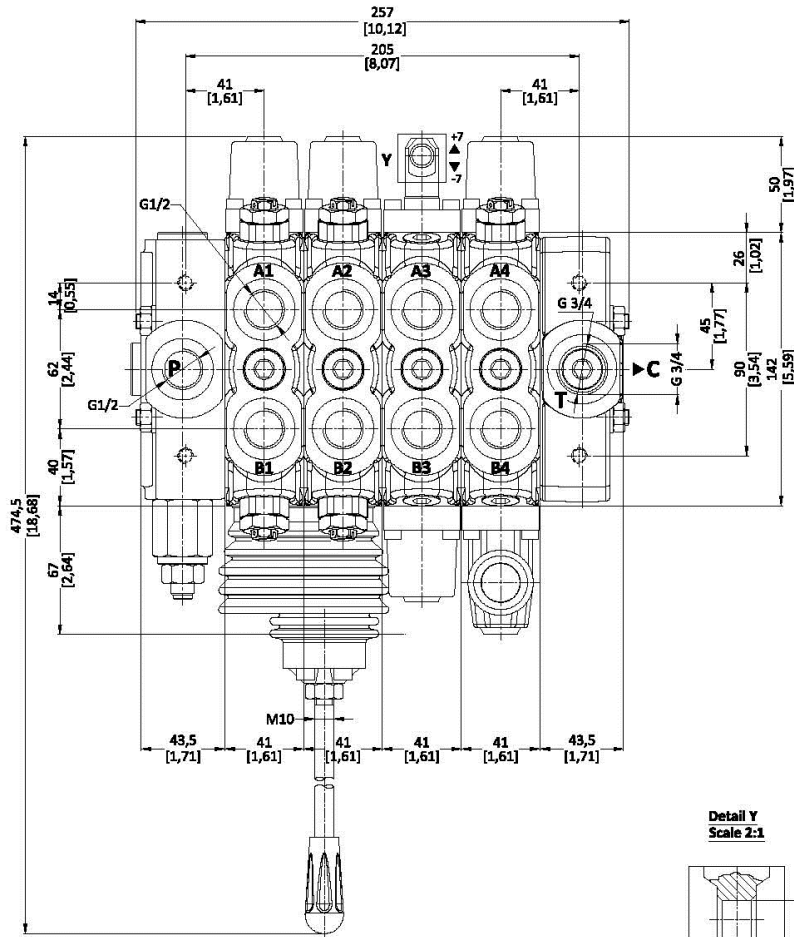 257
[10,12]
205
[8,07]
41
[1,61]
41
[1,61]
Y
+7
-7
50
[1,97]
G1/2
26
[1,02]
A1
A2
A3
A4
14
[0,55]
G 3/4
45
[1,77]
62
[2,44]
P
C
G 3/4
90
[3,54]
142
[5,59]
G1/2
T
40
[1,57]
B1
B2
B3
B4
474,5
[18,68]
67
[2,64]
M10
43,5
[1,71]
41
[1,61]
41
[1,61]
41
[1,61]
41
[1,61]
43,5
[1,71]
Detail Y
Scale 2:1